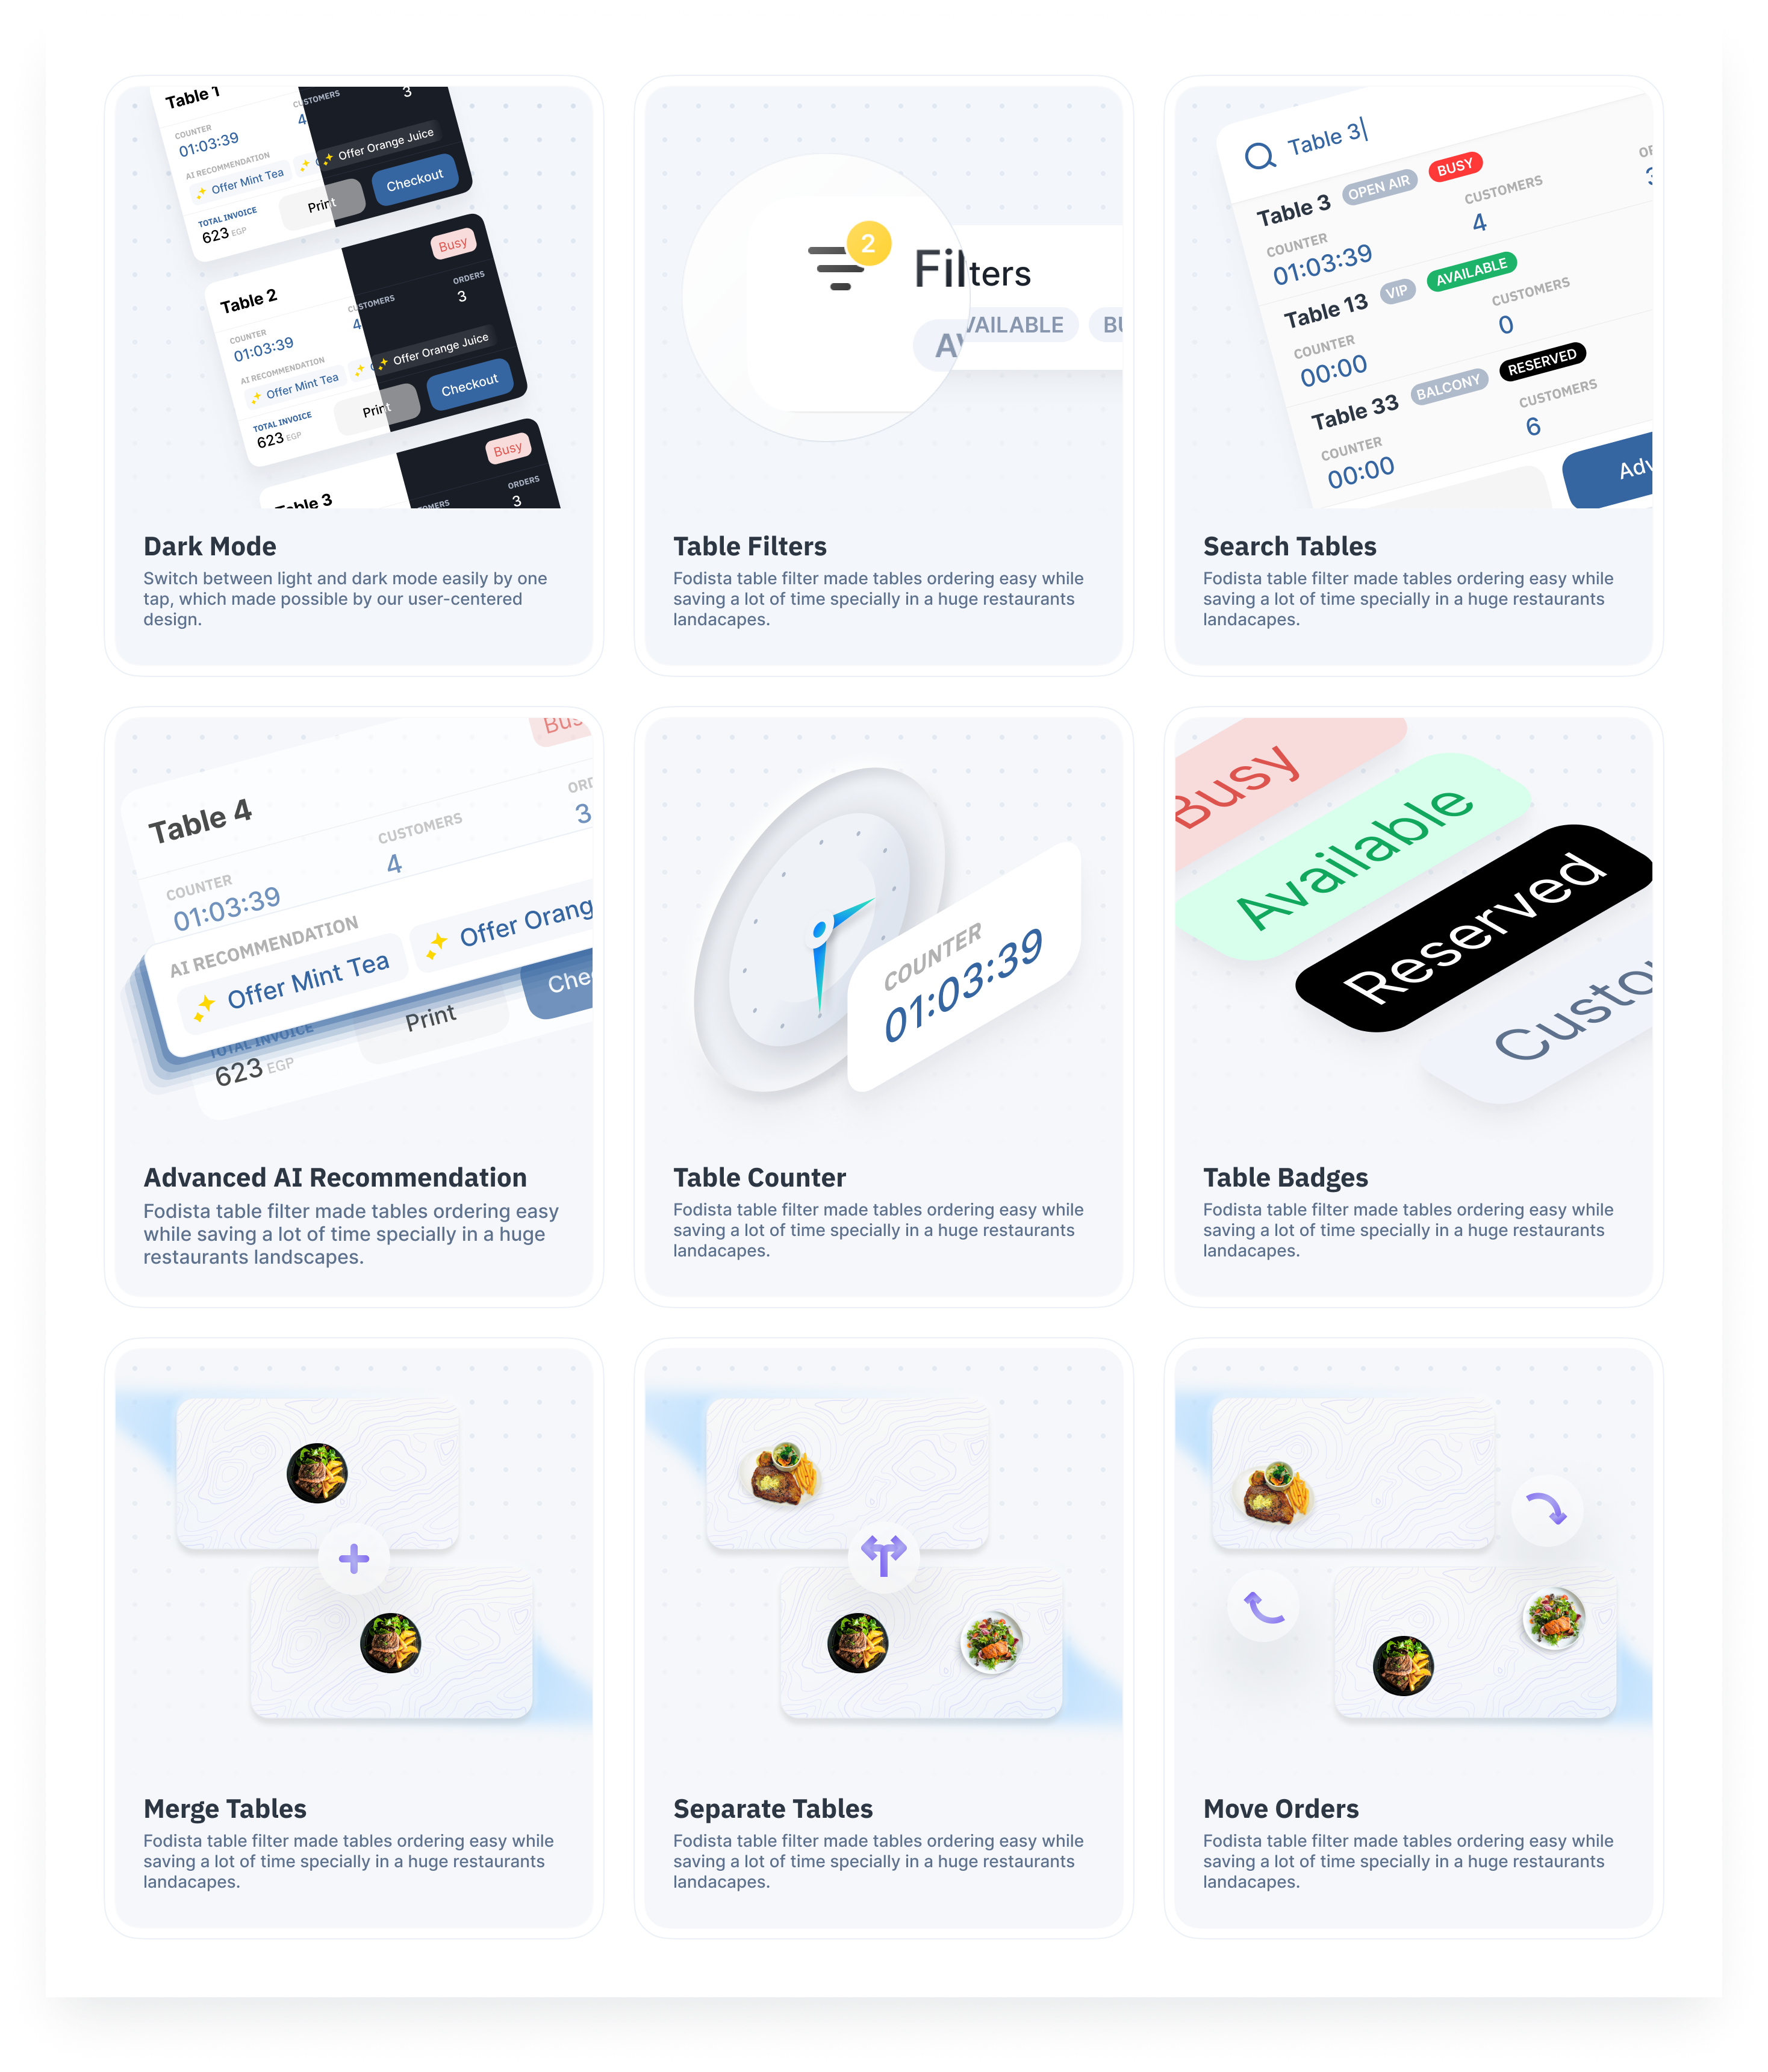 Table 1
CUSTOMERS
3
COUNTER
01:03:39
4
AI RECOMMENDATION
Offer Mint Tea
Offer Orange Juice
TOTAL INVOICE
623 EGP
Print
Checkout
Busy
Table 2
CUSTOMERS
ORDERS
4
3
COUNTER
01:03:39
AI RECOMMENDATION
Offer Mint Tea
Offer Orange Juice
TOTAL INVOICE
623 EGP
Print
Checkout
Busy
Table 3
ORDERS
3
Dark Mode
Switch between light and dark mode easily by one
tap, which made possible by our user-centered
design.
2
Filters
AVAILABLE
BU
Table Filters
Fodista table filter made tables ordering easy while
saving a lot of time specially in a huge restaurants
landacapes.
Table 3
Table 3 OPEN AIR BUSY
COUNTER
01:03:39
CUSTOMERS
4
Table 13 VIP AVAILABLE
COUNTER
00:00
CUSTOMERS
0
Table 33 BALCONY RESERVED
COUNTER
00:00
CUSTOMERS
6
Adv
Search Tables
Fodista table filter made tables ordering easy while
saving a lot of time specially in a huge restaurants
landacapes.
Bus
Table 4
COUNTER
01:03:39
CUSTOMERS
4
ORD
3
AI RECOMMENDATION
Offer Mint Tea
Offer Orang
TOTAL INVOICE
623 EGP
Print
Chec
Advanced AI Recommendation
Fodista table filter made tables ordering easy
while saving a lot of time specially in a huge
restaurants landscapes.
COUNTER
01:03:39
Table Counter
Fodista table filter made tables ordering easy while
saving a lot of time specially in a huge restaurants
landacapes.
Busy
Available
Reserved
Custo
Table Badges
Fodista table filter made tables ordering easy while
saving a lot of time specially in a huge restaurants
landacapes.
Merge Tables
Fodista table filter made tables ordering easy while
saving a lot of time specially in a huge restaurants
landacapes.
Separate Tables
Fodista table filter made tables ordering easy while
saving a lot of time specially in a huge restaurants
landacapes.
Move Orders
Fodista table filter made tables ordering easy while
saving a lot of time specially in a huge restaurants
landacapes.